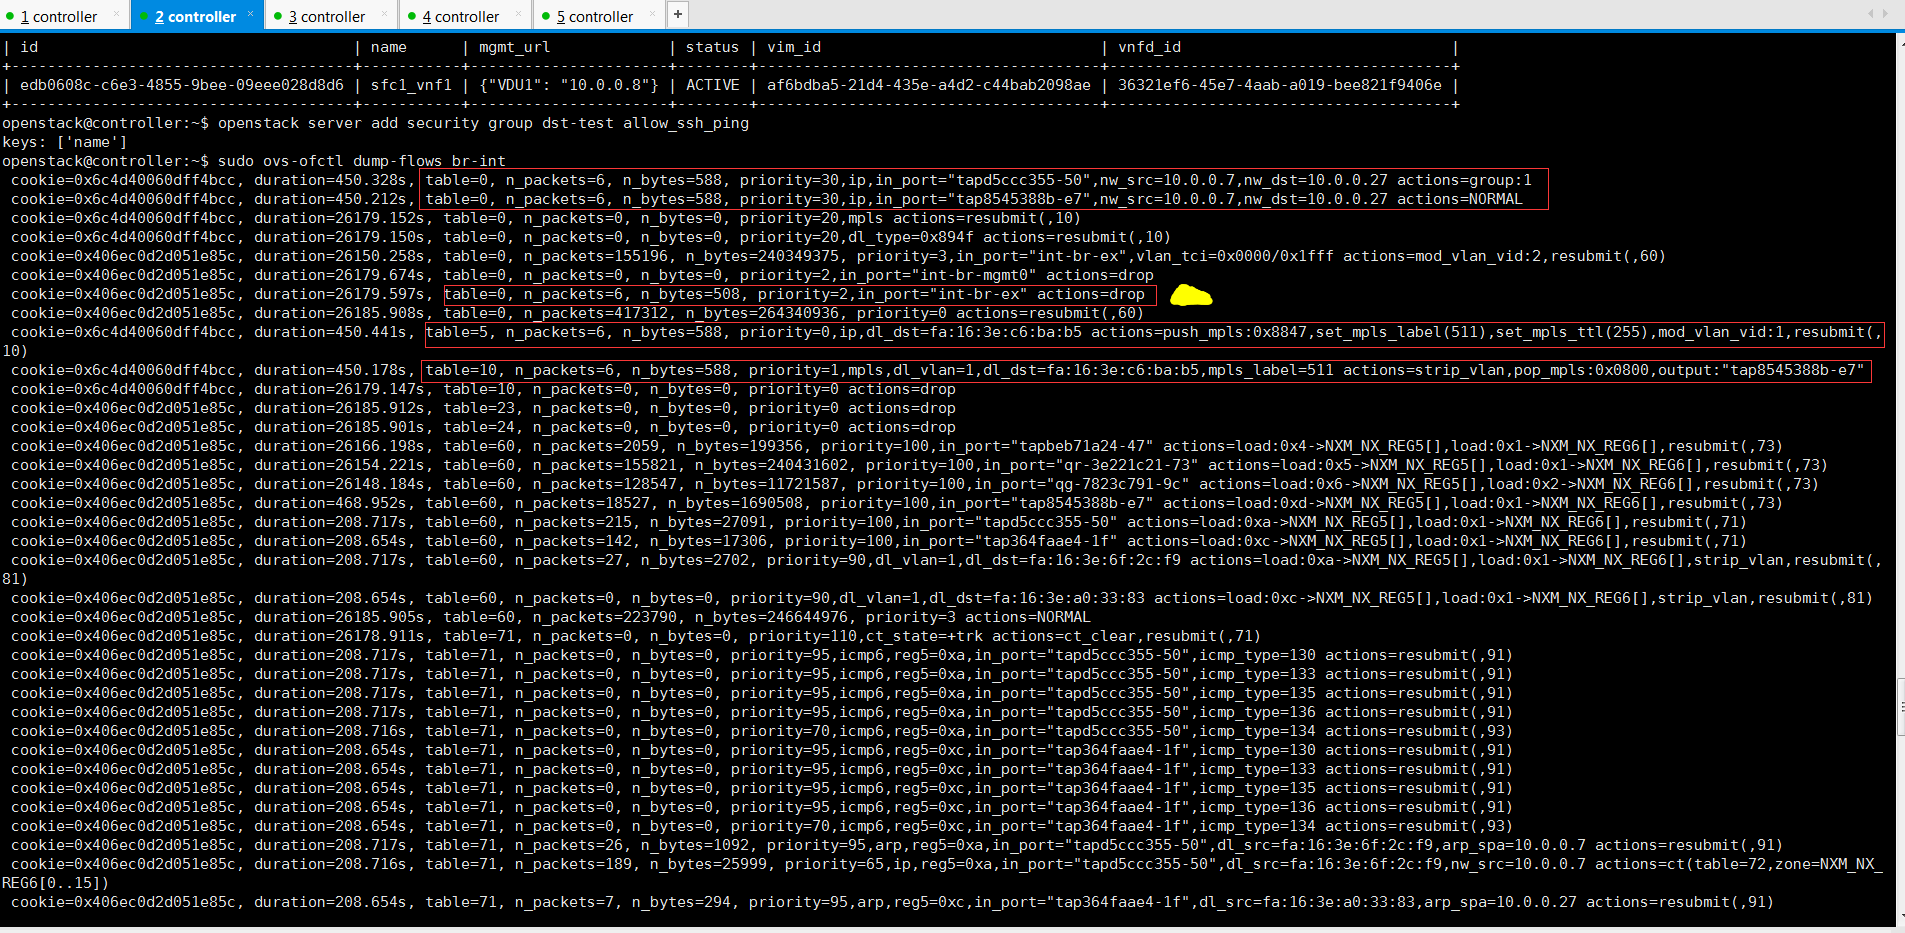 1 controller × 2 controller × 3 controller × 4 controller × 5 controller × +
| id | name | mgmt_url | status | vim_id | vnfd_id |
+--------------------------------------+-----------+-----------------------+--------+--------------------------------------+--------------------------------------+
| edb0608c-c6e3-4855-9bee-09eee028d8d6 | sfc1_vnf1 | {"VDU1": "10.0.0.8"} | ACTIVE | af6bdba5-21d4-435e-a4d2-c44bab2098ae | 36321ef6-45e7-4aab-a019-bee821f9406e |
+--------------------------------------+-----------+-----------------------+--------+--------------------------------------+--------------------------------------+
openstack@controller:~$ openstack server add security group dst-test allow_ssh_ping
keys: ['name']
openstack@controller:~$ sudo ovs-ofctl dump-flows br-int
cookie=0x6c4d40060dff4bcc, duration=450.328s, table=0, n_packets=6, n_bytes=588, priority=30,ip,in_port="tapd5ccc355-50",nw_src=10.0.0.7,nw_dst=10.0.0.27 actions=group:1
cookie=0x6c4d40060dff4bcc, duration=450.212s, table=0, n_packets=6, n_bytes=588, priority=30,ip,in_port="tap8545388b-e7",nw_src=10.0.0.7,nw_dst=10.0.0.27 actions=NORMAL
cookie=0x6c4d40060dff4bcc, duration=26179.152s, table=0, n_packets=0, n_bytes=0, priority=20,mpls actions=resubmit(,10)
cookie=0x6c4d40060dff4bcc, duration=26179.150s, table=0, n_packets=0, n_bytes=0, priority=20,dl_type=0x894f actions=resubmit(,10)
cookie=0x406ec0d2d051e85c, duration=26150.258s, table=0, n_packets=155196, n_bytes=240349375, priority=3,in_port="int-br-ex",vlan_tci=0x0000/0x1fff actions=mod_vlan_vid:2,resubmit(,60)
cookie=0x406ec0d2d051e85c, duration=26179.674s, table=0, n_packets=0, n_bytes=0, priority=2,in_port="int-br-mgmt0" actions=drop
cookie=0x406ec0d2d051e85c, duration=26179.597s, table=0, n_packets=6, n_bytes=508, priority=2,in_port="int-br-ex" actions=drop
cookie=0x406ec0d2d051e85c, duration=26185.908s, table=0, n_packets=417312, n_bytes=264340936, priority=0 actions=resubmit(,60)
cookie=0x6c4d40060dff4bcc, duration=450.441s, table=5, n_packets=6, n_bytes=588, priority=0,ip,dl_dst=fa:16:3e:c6:ba:b5 actions=push_mpls:0x8847,set_mpls_label(511),set_mpls_ttl(255),mod_vlan_vid:1,resubmit(,
10)
cookie=0x6c4d40060dff4bcc, duration=450.178s, table=10, n_packets=6, n_bytes=588, priority=1,mpls,dl_vlan=1,dl_dst=fa:16:3e:c6:ba:b5,mpls_label=511 actions=strip_vlan,pop_mpls:0x0800,output:"tap8545388b-e7"
cookie=0x6c4d40060dff4bcc, duration=26179.147s, table=10, n_packets=0, n_bytes=0, priority=0 actions=drop
cookie=0x406ec0d2d051e85c, duration=26185.912s, table=23, n_packets=0, n_bytes=0, priority=0 actions=drop
cookie=0x406ec0d2d051e85c, duration=26185.901s, table=24, n_packets=0, n_bytes=0, priority=0 actions=drop
cookie=0x406ec0d2d051e85c, duration=26166.198s, table=60, n_packets=2059, n_bytes=199356, priority=100,in_port="tapbeb71a24-47" actions=load:0x4->NXM_NX_REG5[],load:0x1->NXM_NX_REG6[],resubmit(,73)
cookie=0x406ec0d2d051e85c, duration=26154.221s, table=60, n_packets=155821, n_bytes=240431602, priority=100,in_port="qr-3e221c21-73" actions=load:0x5->NXM_NX_REG5[],load:0x1->NXM_NX_REG6[],resubmit(,73)
cookie=0x406ec0d2d051e85c, duration=26148.184s, table=60, n_packets=128547, n_bytes=11721587, priority=100,in_port="qg-7823c791-9c" actions=load:0x6->NXM_NX_REG5[],load:0x2->NXM_NX_REG6[],resubmit(,73)
cookie=0x406ec0d2d051e85c, duration=468.952s, table=60, n_packets=18527, n_bytes=1690508, priority=100,in_port="tap8545388b-e7" actions=load:0xd->NXM_NX_REG5[],load:0x1->NXM_NX_REG6[],resubmit(,73)
cookie=0x406ec0d2d051e85c, duration=208.717s, table=60, n_packets=215, n_bytes=27091, priority=100,in_port="tapd5ccc355-50" actions=load:0xa->NXM_NX_REG5[],load:0x1->NXM_NX_REG6[],resubmit(,71)
cookie=0x406ec0d2d051e85c, duration=208.654s, table=60, n_packets=142, n_bytes=17306, priority=100,in_port="tap364faae4-1f" actions=load:0xc->NXM_NX_REG5[],load:0x1->NXM_NX_REG6[],resubmit(,71)
cookie=0x406ec0d2d051e85c, duration=208.717s, table=60, n_packets=27, n_bytes=2702, priority=90,dl_vlan=1,dl_dst=fa:16:3e:6f:2c:f9 actions=load:0xa->NXM_NX_REG5[],load:0x1->NXM_NX_REG6[],strip_vlan,resubmit(,
81)
cookie=0x406ec0d2d051e85c, duration=208.654s, table=60, n_packets=0, n_bytes=0, priority=90,dl_vlan=1,dl_dst=fa:16:3e:a0:33:83 actions=load:0xc->NXM_NX_REG5[],load:0x1->NXM_NX_REG6[],strip_vlan,resubmit(,81)
cookie=0x406ec0d2d051e85c, duration=26185.905s, table=60, n_packets=223790, n_bytes=246644976, priority=3 actions=NORMAL
cookie=0x406ec0d2d051e85c, duration=26178.911s, table=71, n_packets=0, n_bytes=0, priority=110,ct_state=+trk actions=ct_clear,resubmit(,71)
cookie=0x406ec0d2d051e85c, duration=208.717s, table=71, n_packets=0, n_bytes=0, priority=95,icmp6,reg5=0xa,in_port="tapd5ccc355-50",icmp_type=130 actions=resubmit(,91)
cookie=0x406ec0d2d051e85c, duration=208.717s, table=71, n_packets=0, n_bytes=0, priority=95,icmp6,reg5=0xa,in_port="tapd5ccc355-50",icmp_type=133 actions=resubmit(,91)
cookie=0x406ec0d2d051e85c, duration=208.717s, table=71, n_packets=0, n_bytes=0, priority=95,icmp6,reg5=0xa,in_port="tapd5ccc355-50",icmp_type=135 actions=resubmit(,91)
cookie=0x406ec0d2d051e85c, duration=208.717s, table=71, n_packets=0, n_bytes=0, priority=95,icmp6,reg5=0xa,in_port="tapd5ccc355-50",icmp_type=136 actions=resubmit(,91)
cookie=0x406ec0d2d051e85c, duration=208.716s, table=71, n_packets=0, n_bytes=0, priority=70,icmp6,reg5=0xa,in_port="tapd5ccc355-50",icmp_type=134 actions=resubmit(,93)
cookie=0x406ec0d2d051e85c, duration=208.654s, table=71, n_packets=0, n_bytes=0, priority=95,icmp6,reg5=0xc,in_port="tap364faae4-1f",icmp_type=130 actions=resubmit(,91)
cookie=0x406ec0d2d051e85c, duration=208.654s, table=71, n_packets=0, n_bytes=0, priority=95,icmp6,reg5=0xc,in_port="tap364faae4-1f",icmp_type=133 actions=resubmit(,91)
cookie=0x406ec0d2d051e85c, duration=208.654s, table=71, n_packets=0, n_bytes=0, priority=95,icmp6,reg5=0xc,in_port="tap364faae4-1f",icmp_type=135 actions=resubmit(,91)
cookie=0x406ec0d2d051e85c, duration=208.654s, table=71, n_packets=0, n_bytes=0, priority=95,icmp6,reg5=0xc,in_port="tap364faae4-1f",icmp_type=136 actions=resubmit(,91)
cookie=0x406ec0d2d051e85c, duration=208.654s, table=71, n_packets=0, n_bytes=0, priority=70,icmp6,reg5=0xc,in_port="tap364faae4-1f",icmp_type=134 actions=resubmit(,93)
cookie=0x406ec0d2d051e85c, duration=208.717s, table=71, n_packets=26, n_bytes=1092, priority=95,arp,reg5=0xa,in_port="tapd5ccc355-50",dl_src=fa:16:3e:6f:2c:f9,arp_spa=10.0.0.7 actions=resubmit(,91)
cookie=0x406ec0d2d051e85c, duration=208.716s, table=71, n_packets=189, n_bytes=25999, priority=65,ip,reg5=0xa,in_port="tapd5ccc355-50",dl_src=fa:16:3e:6f:2c:f9,nw_src=10.0.0.7 actions=ct(table=72,zone=NXM_NX_
REG6[0..15])
cookie=0x406ec0d2d051e85c, duration=208.654s, table=71, n_packets=7, n_bytes=294, priority=95,arp,reg5=0xc,in_port="tap364faae4-1f",dl_src=fa:16:3e:a0:33:83,arp_spa=10.0.0.27 actions=resubmit(,91)